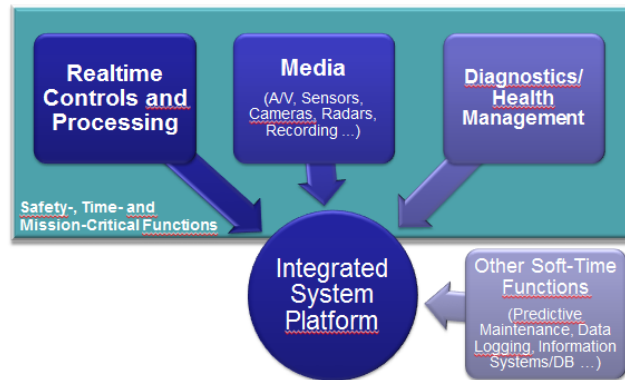 Realtime
Controls and
Processing
Media
(A/V, Sensors,
Cameras, Radars,
Recording ...)
Diagnostics/
Health
Management
Safety-, Time- and
Mission-Critical Functions
Integrated
System
Platform
Other Soft-Time
Functions
(Predictive
Maintenance, Data
Logging, Information
Systems/DB ...)